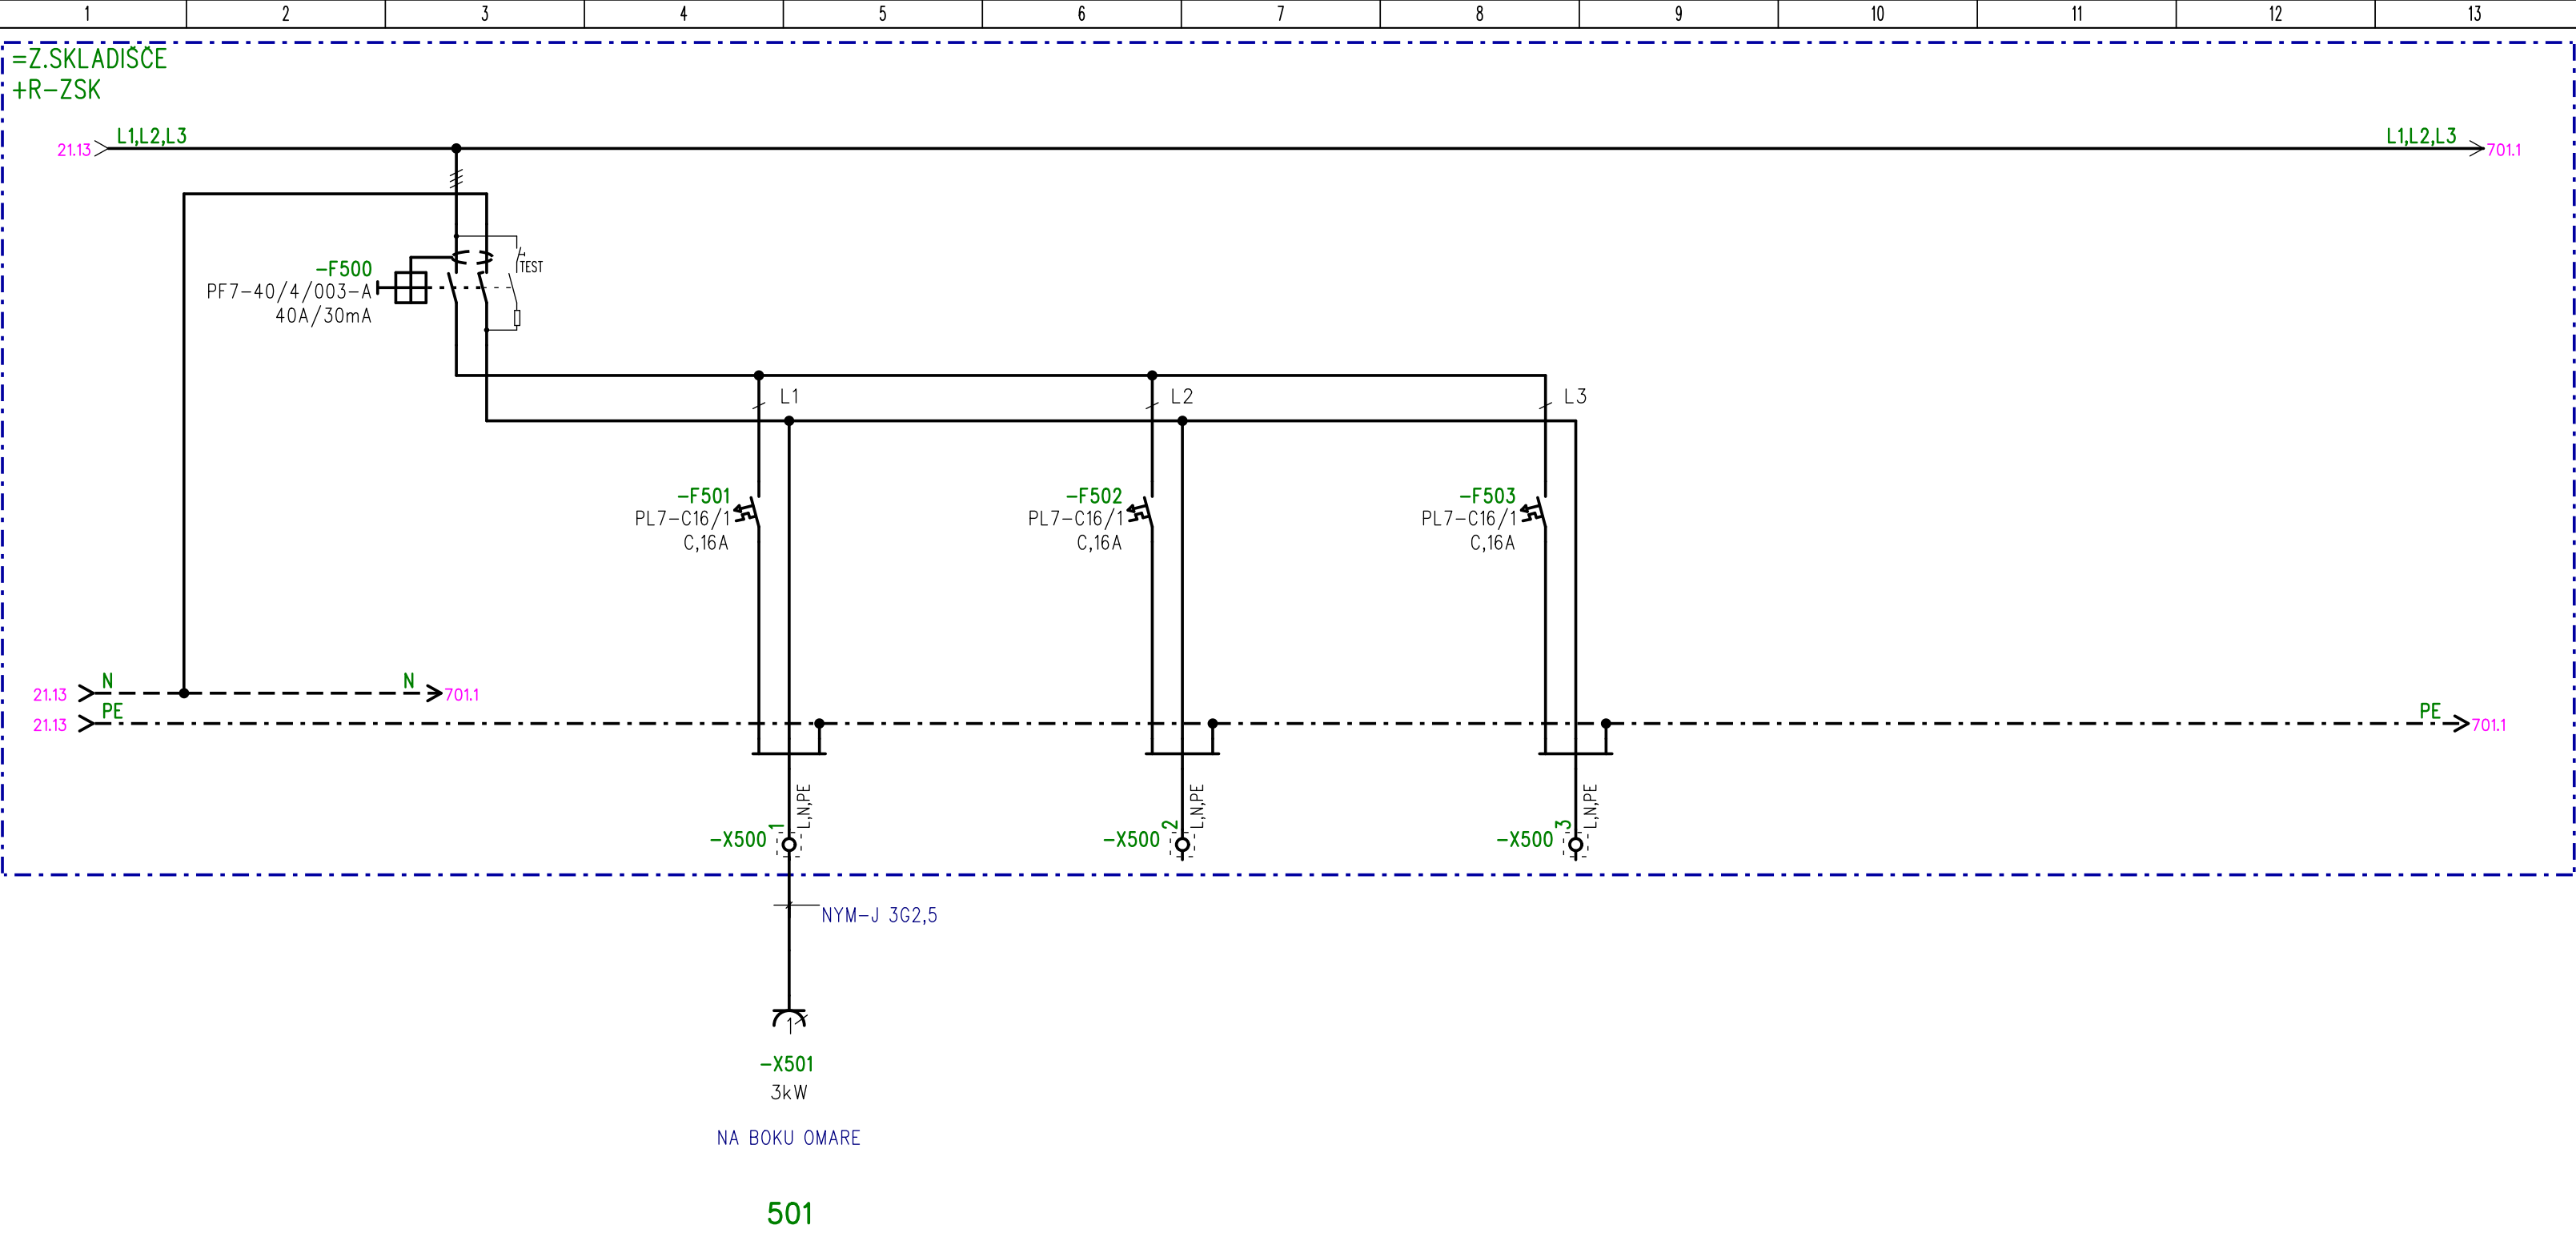 1 2 3 4 5 6 7 8 9 10 11 12 13
=Z.SKLADIŠČE
+R-ZSK
21.13 L1,L2,L3 L1,L2,L3 701.1
-F500
PF7-40/4/003-A
40A/30mA
TEST
L1 L2 L3
-F501
PL7-C16/1
C,16A
-F502
PL7-C16/1
C,16A
-F503
PL7-C16/1
C,16A
21.13 N N 701.1
21.13 PE PE 701.1
-X500 1 L,N,PE
-X500 2 L,N,PE
-X500 3 L,N,PE
NYM-J 3G2,5
1
-X501
3kW
NA BOKU OMARE
501